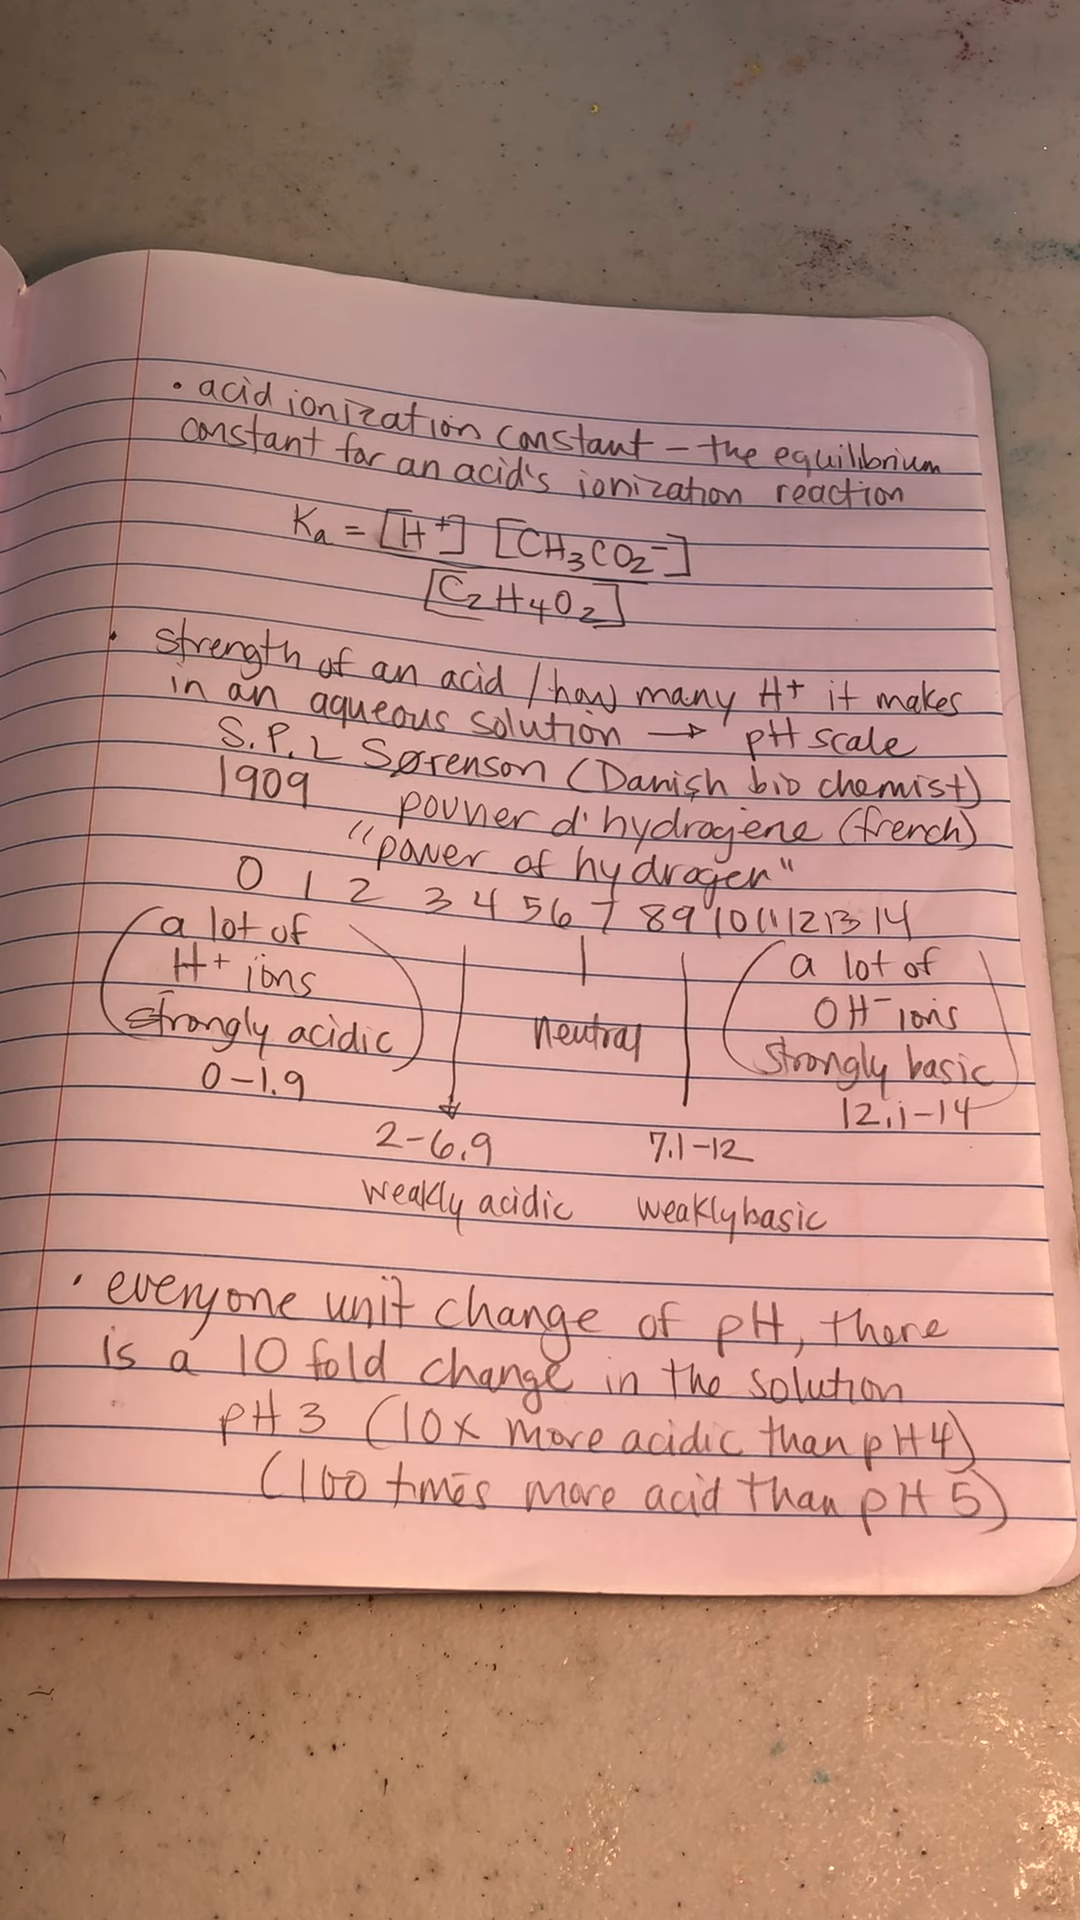 • acid ionization constant – the equilibrium
constant for an acid's ionization reaction
Ka = [H+] [CH3CO2-]
[C2H4O2]
• strength of an acid / how many H+ it makes
in an aqueous solution → pH scale
S.P.L Sørenson (Danish bio chemist)
1909 pouner d'hydrogène (french)
"power of hydrogen"
0 1 2 3 4 5 6 7 8 9 10 11 12 13 14
a lot of
H+ ions
strongly acidic
0-1.9
neutral
a lot of
OH- ions
strongly basic
12.1-14
2-6.9 7.1-12
weakly acidic weakly basic
• everyone unit change of pH, there
is a 10 fold change in the solution
pH 3 (10x more acidic than pH4)
(100 times more acid than pH 5)